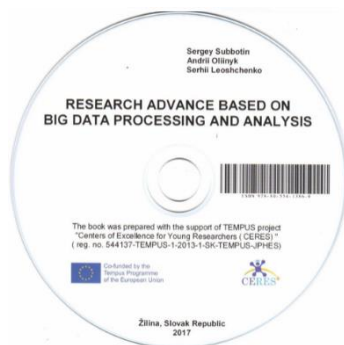 Sergey Subbotin
Andrii Oliinyk
Serhii Leoshchenko
RESEARCH ADVANCE BASED ON
BIG DATA PROCESSING AND ANALYSIS
The book was prepared with the support of TEMPUS project
"Centers of Excellence for Young Researchers ( CERES) "
( reg. no. 544137-TEMPUS-1-2013-1-SK-TEMPUS-JPHES)
Co-funded by the
Tempus Programme
of the European Union
CERES
Žilina, Slovak Republic
2017